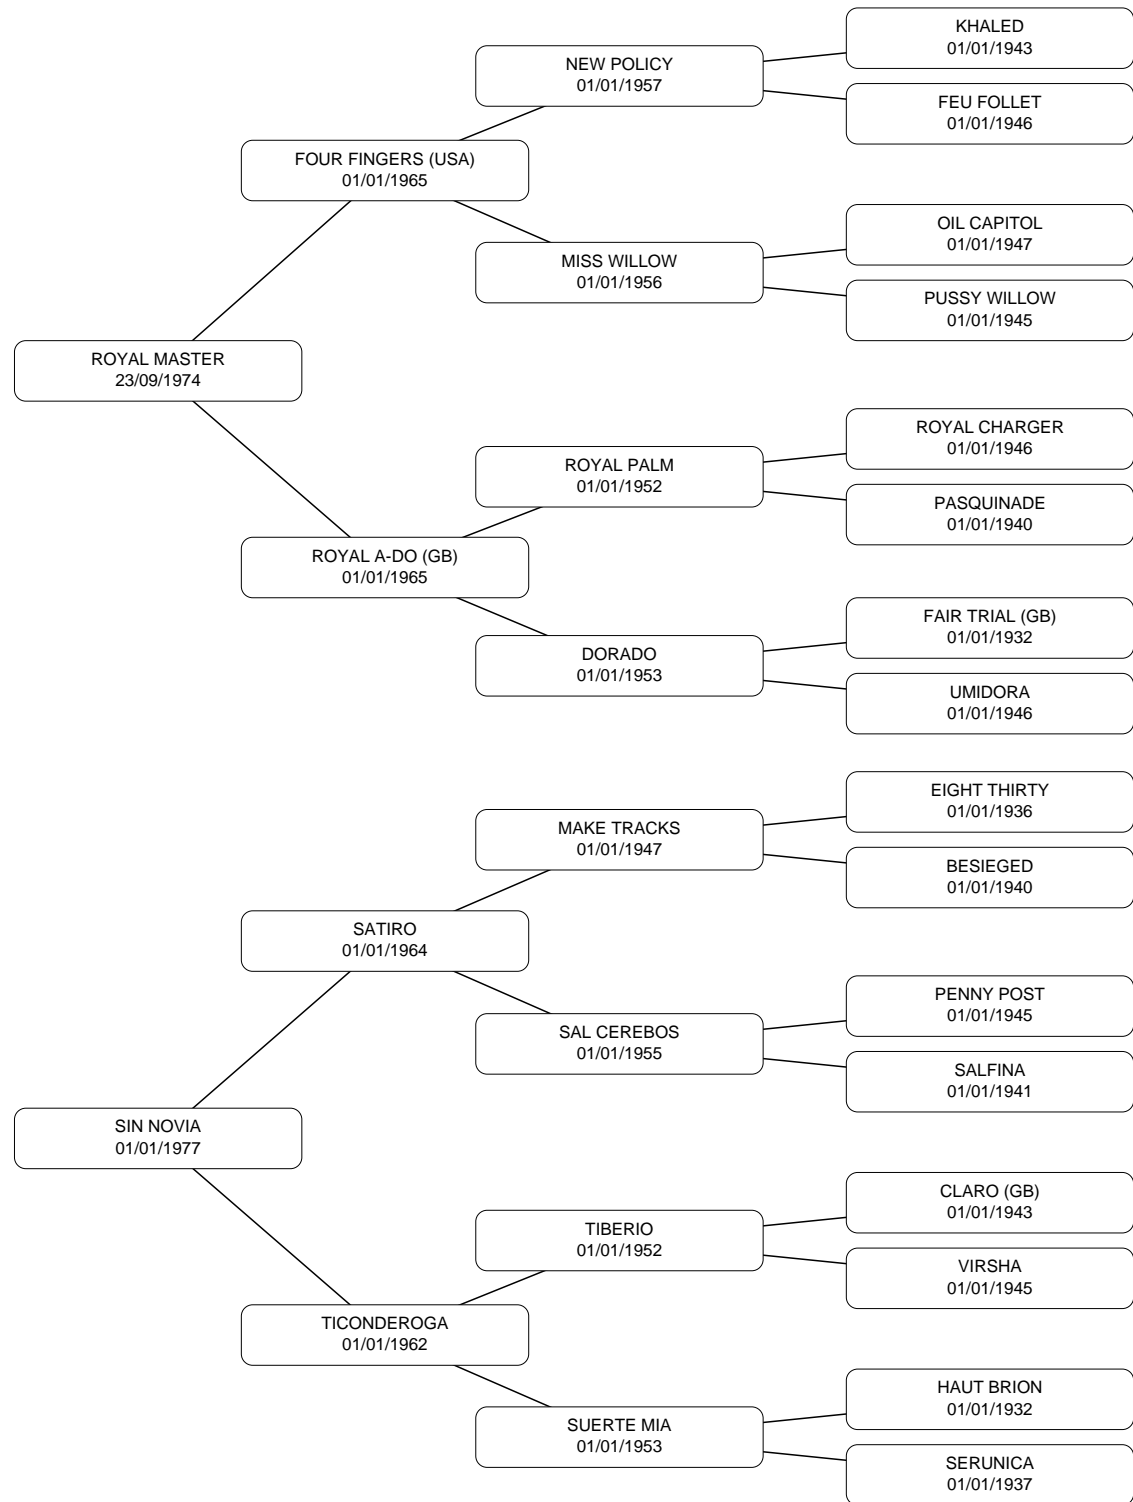 KHALED
01/01/1943
NEW POLICY
01/01/1957
FEU FOLLET
01/01/1946
FOUR FINGERS (USA)
01/01/1965
OIL CAPITOL
01/01/1947
MISS WILLOW
01/01/1956
PUSSY WILLOW
01/01/1945
ROYAL MASTER
23/09/1974
ROYAL CHARGER
01/01/1946
ROYAL PALM
01/01/1952
PASQUINADE
01/01/1940
ROYAL A-DO (GB)
01/01/1965
FAIR TRIAL (GB)
01/01/1932
DORADO
01/01/1953
UMIDORA
01/01/1946
EIGHT THIRTY
01/01/1936
MAKE TRACKS
01/01/1947
BESIEGED
01/01/1940
SATIRO
01/01/1964
PENNY POST
01/01/1945
SAL CEREBOS
01/01/1955
SALFINA
01/01/1941
SIN NOVIA
01/01/1977
CLARO (GB)
01/01/1943
TIBERIO
01/01/1952
VIRSHA
01/01/1945
TICONDEROGA
01/01/1962
HAUT BRION
01/01/1932
SUERTE MIA
01/01/1953
SERUNICA
01/01/1937